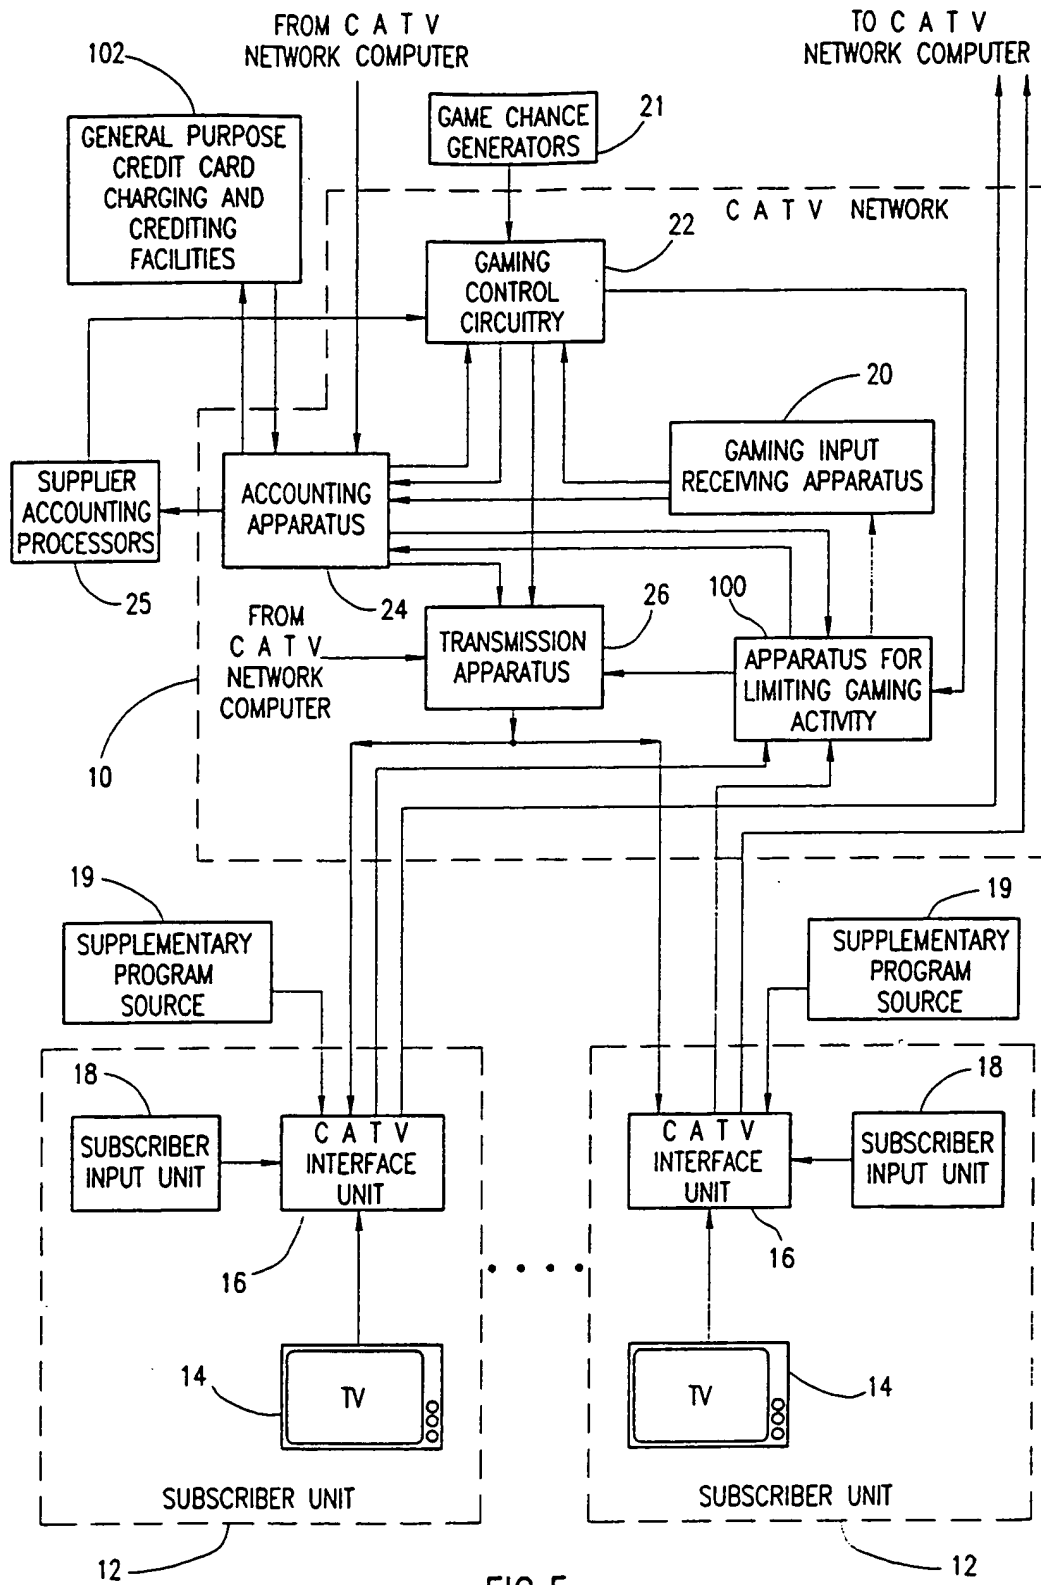 FROM C A T V
NETWORK COMPUTER
TO C A T V
NETWORK COMPUTER
102
GENERAL PURPOSE
CREDIT CARD
CHARGING AND
CREDITING
FACILITIES
GAME CHANCE
GENERATORS
21
C A T V NETWORK
22
GAMING
CONTROL
CIRCUITRY
20
GAMING INPUT
RECEIVING APPARATUS
SUPPLIER
ACCOUNTING
PROCESSORS
25
ACCOUNTING
APPARATUS
24
FROM
C A T V
NETWORK
COMPUTER
26
TRANSMISSION
APPARATUS
100
APPARATUS FOR
LIMITING GAMING
ACTIVITY
10
19
SUPPLEMENTARY
PROGRAM
SOURCE
19
SUPPLEMENTARY
PROGRAM
SOURCE
18
SUBSCRIBER
INPUT UNIT
C A T V
INTERFACE
UNIT
16
C A T V
INTERFACE
UNIT
16
18
SUBSCRIBER
INPUT UNIT
14
TV
TV
14
SUBSCRIBER UNIT
SUBSCRIBER UNIT
12
12